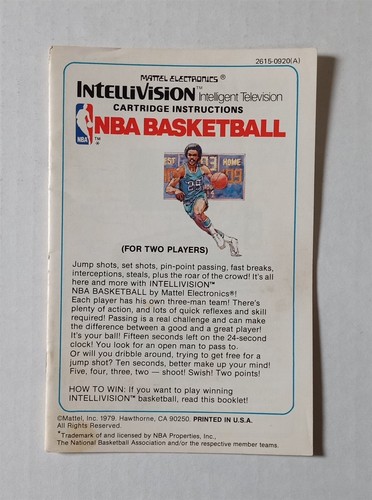 2615-0920(A)
MATTEL ELECTRONICS®
INTELLIVISION™ Intelligent Television
CARTRIDGE INSTRUCTIONS
NBA NBA BASKETBALL
™
*
HOME
25
(FOR TWO PLAYERS)
Jump shots, set shots, pin-point passing, fast breaks,
interceptions, steals, plus the roar of the crowd! It's all
here and more with INTELLIVISION™
NBA BASKETBALL by Mattel Electronics®!
Each player has his own three-man team! There's
plenty of action, and lots of quick reflexes and skill
required! Passing is a real challenge and can make
the difference between a good and a great player!
It's your ball! Fifteen seconds left on the 24-second
clock! You look for an open man to pass to.
Or will you dribble around, trying to get free for a
jump shot? Ten seconds, better make up your mind!
Five, four, three, two — shoot! Swish! Two points!
HOW TO WIN: If you want to play winning
INTELLIVISION™ basketball, read this booklet!
©Mattel, Inc. 1979. Hawthorne, CA 90250. PRINTED IN U.S.A.
All Rights Reserved.
*Trademark of and licensed by NBA Properties, Inc.,
The National Basketball Association and/or the respective member teams.